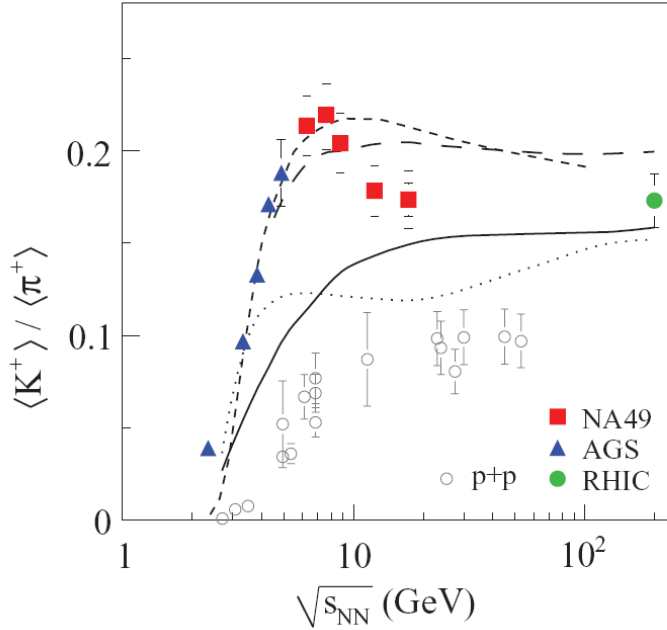 ⟨K⁺⟩ / ⟨π⁺⟩
0.2
0.1
0
NA49
AGS
p+p
RHIC
1
10
10²
√sNN (GeV)